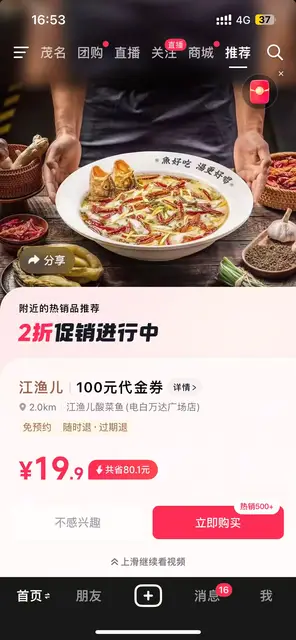 16:53
4G 37
茂名 团购 直播 关注 直播 商城 推荐
魚好吃 湯更好喝
分享
附近的热销品推荐
2折促销进行中
江渔儿 100元代金券 详情 >
2.0km 江渔儿酸菜鱼(电白万达广场店)
免预约 随时退·过期退
¥19.9 共省80.1元
热销500+
不感兴趣 立即购买
上滑继续看视频
首页 朋友 消息 16 我